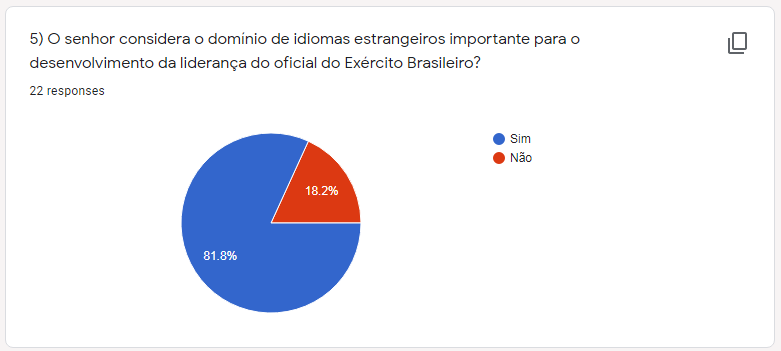 5) O senhor considera o domínio de idiomas estrangeiros importante para o
desenvolvimento da liderança do oficial do Exército Brasileiro?
22 responses
Sim
Não
18.2%
81.8%